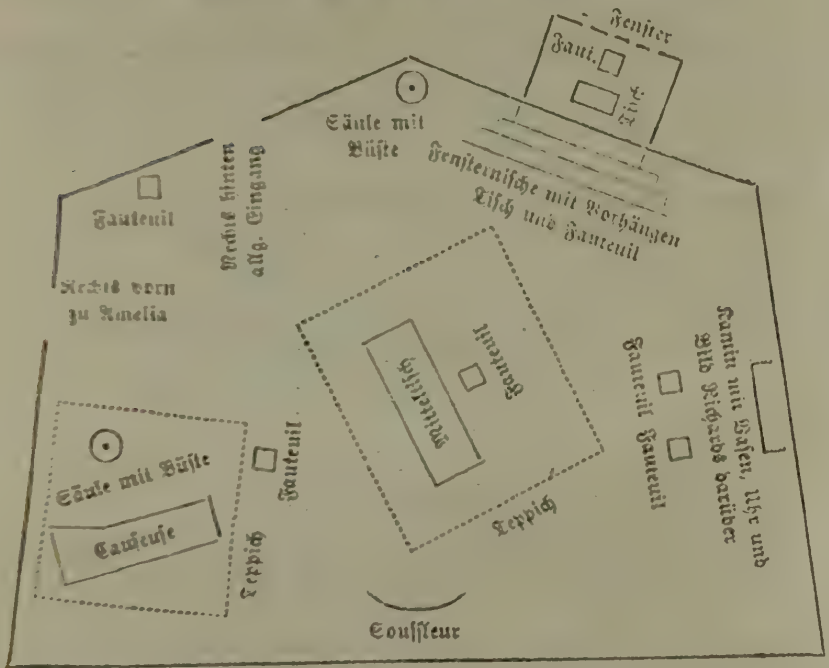 Fenster
Faut.
Tisch
Säule mit
Büste
Fensternische mit Vorhängen
Tisch und Fauteuil
Rechts hinten
allg. Eingang
Fauteuil
Rechts vorn
zu Amelia
Mitteltisch
Fauteuil
Teppich
Fauteuil
Fauteuil
Kamin mit Vasen, Uhr und
Bild Richards darüber
Säule mit Büste
Causeuse
Teppich
Fauteuil
Souffleur